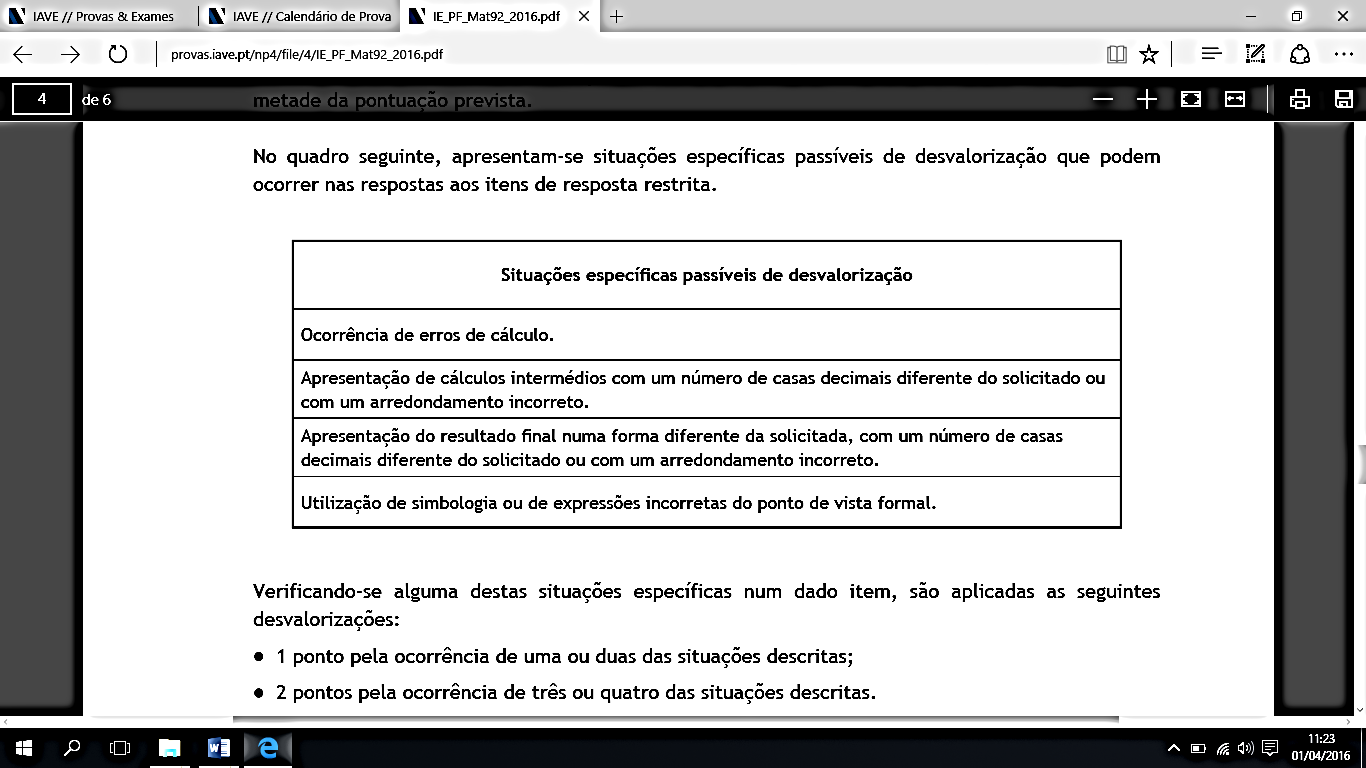 IAVE // Provas & Exames
IAVE // Calendário de Prova
IE_PF_Mat92_2016.pdf
provas.iave.pt/np4/file/4/IE_PF_Mat92_2016.pdf
4 de 6
metade da pontuação prevista.
No quadro seguinte, apresentam-se situações específicas passíveis de desvalorização que podem
ocorrer nas respostas aos itens de resposta restrita.
Situações específicas passíveis de desvalorização
Ocorrência de erros de cálculo.
Apresentação de cálculos intermédios com um número de casas decimais diferente do solicitado ou
com um arredondamento incorreto.
Apresentação do resultado final numa forma diferente da solicitada, com um número de casas
decimais diferente do solicitado ou com um arredondamento incorreto.
Utilização de simbologia ou de expressões incorretas do ponto de vista formal.
Verificando-se alguma destas situações específicas num dado item, são aplicadas as seguintes
desvalorizações:
● 1 ponto pela ocorrência de uma ou duas das situações descritas;
● 2 pontos pela ocorrência de três ou quatro das situações descritas.
11:23
01/04/2016